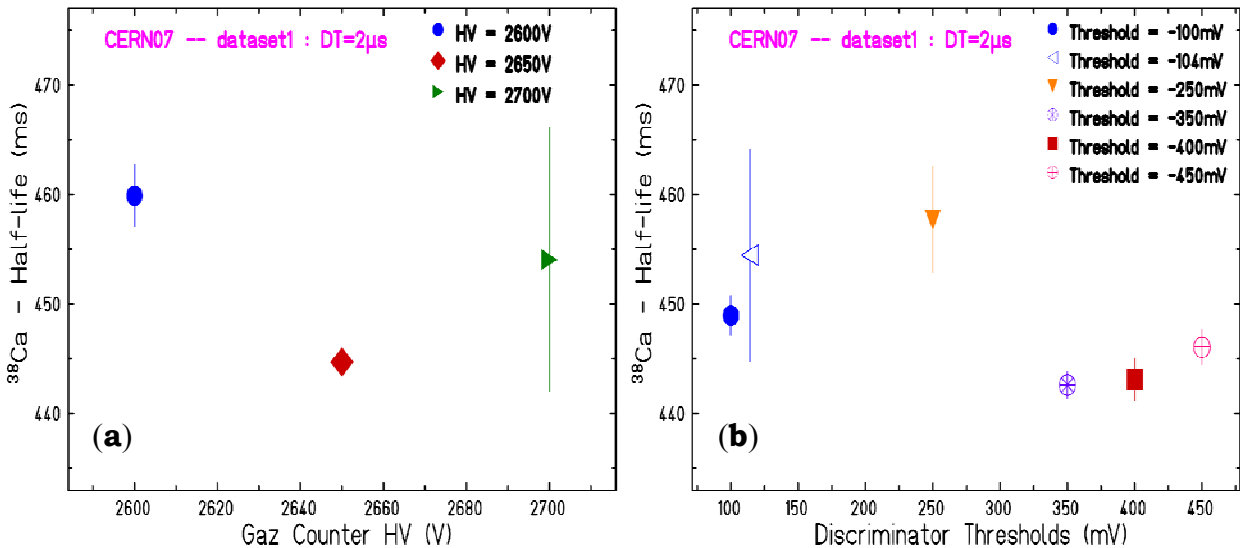 CERN07 -- dataset1 : DT=2μs
HV = 2600V
HV = 2650V
HV = 2700V
470
460
450
440
³⁸Ca - Half-life (ms)
(a)
2600 2620 2640 2660 2680 2700
Gaz Counter HV (V)
CERN07 -- dataset1 : DT=2μs
Threshold = -100mV
Threshold = -104mV
Threshold = -250mV
Threshold = -350mV
Threshold = -400mV
Threshold = -450mV
470
460
450
440
³⁸Ca - Half-life (ms)
(b)
100 150 200 250 300 350 400 450
Discriminator Thresholds (mV)